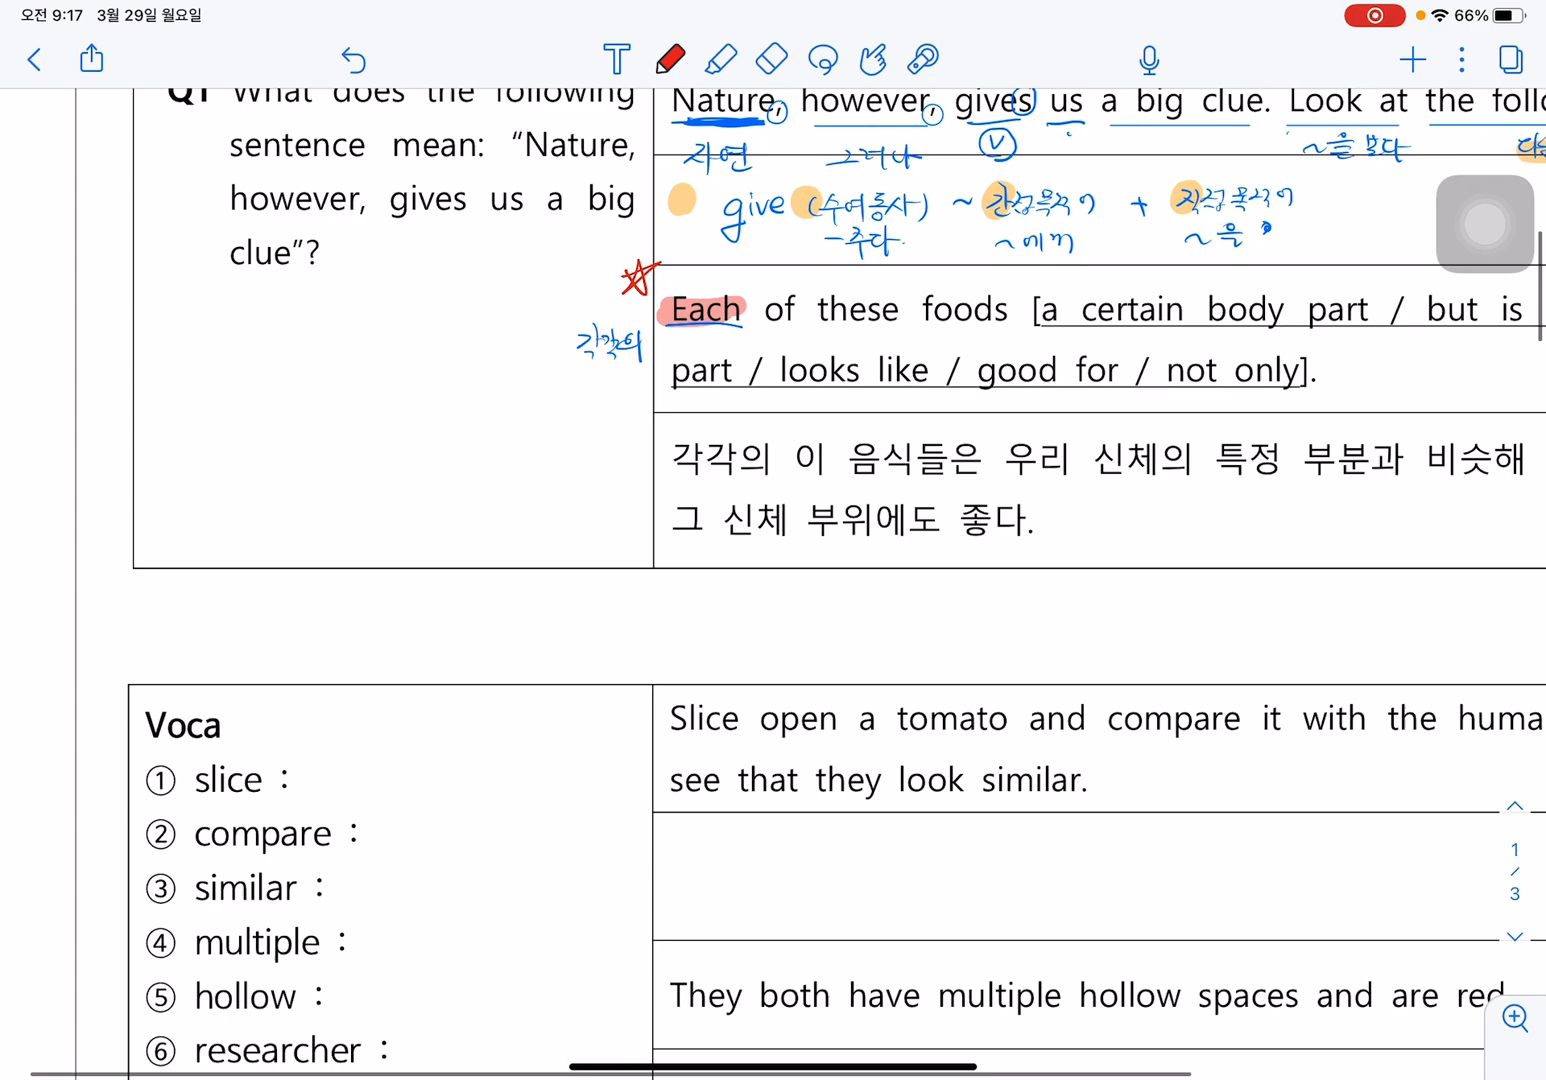 오전 9:17 3월 29일 월요일
66%
Q1 What does the following
sentence mean: “Nature,
however, gives us a big
clue”?
Nature, however, gives us a big clue. Look at the foll
자연 그러나 V ~을 보다
give (수여동사) ~ 간접목적어 + 직접목적어
~주다. ~에게 ~을
Each of these foods [a certain body part / but is
각각의
part / looks like / good for / not only].
각각의 이 음식들은 우리 신체의 특정 부분과 비슷해
그 신체 부위에도 좋다.
Voca
① slice :
② compare :
③ similar :
④ multiple :
⑤ hollow :
⑥ researcher :
Slice open a tomato and compare it with the huma
see that they look similar.
They both have multiple hollow spaces and are red
1
/
3